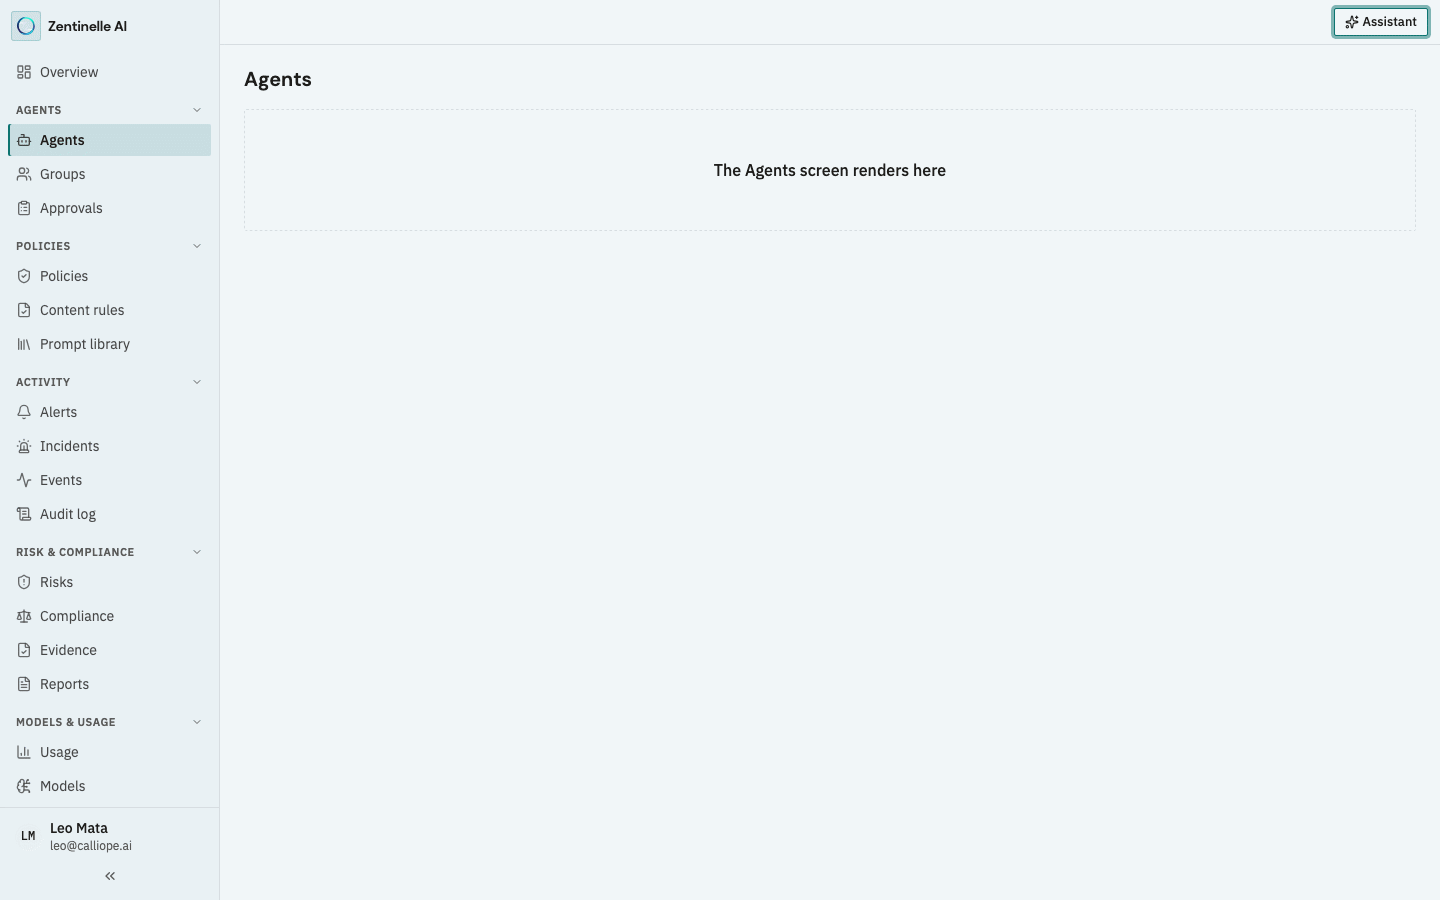 Zentinelle AI
Assistant
Overview
AGENTS
Agents
Groups
Approvals
POLICIES
Policies
Content rules
Prompt library
ACTIVITY
Alerts
Incidents
Events
Audit log
RISK & COMPLIANCE
Risks
Compliance
Evidence
Reports
MODELS & USAGE
Usage
Models
LM
Leo Mata
leo@calliope.ai
Agents
The Agents screen renders here